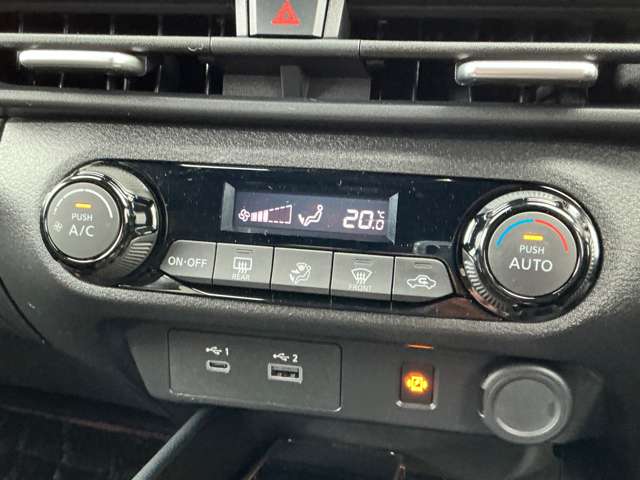 PUSH
A/C
20.0
℃
PUSH
AUTO
ON·OFF
REAR
FRONT
1
2